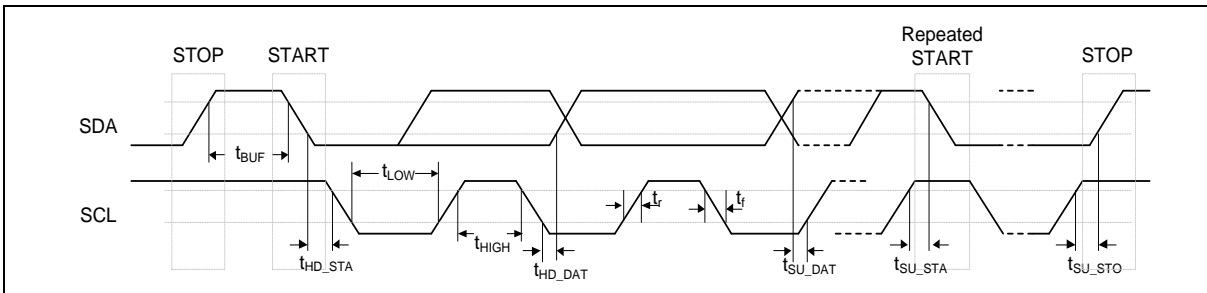 STOP
START
Repeated
START
STOP
SDA
tBUF
tLOW
SCL
tr
tf
tHIGH
tHD_STA
tHD_DAT
tSU_DAT
tSU_STA
tSU_STO